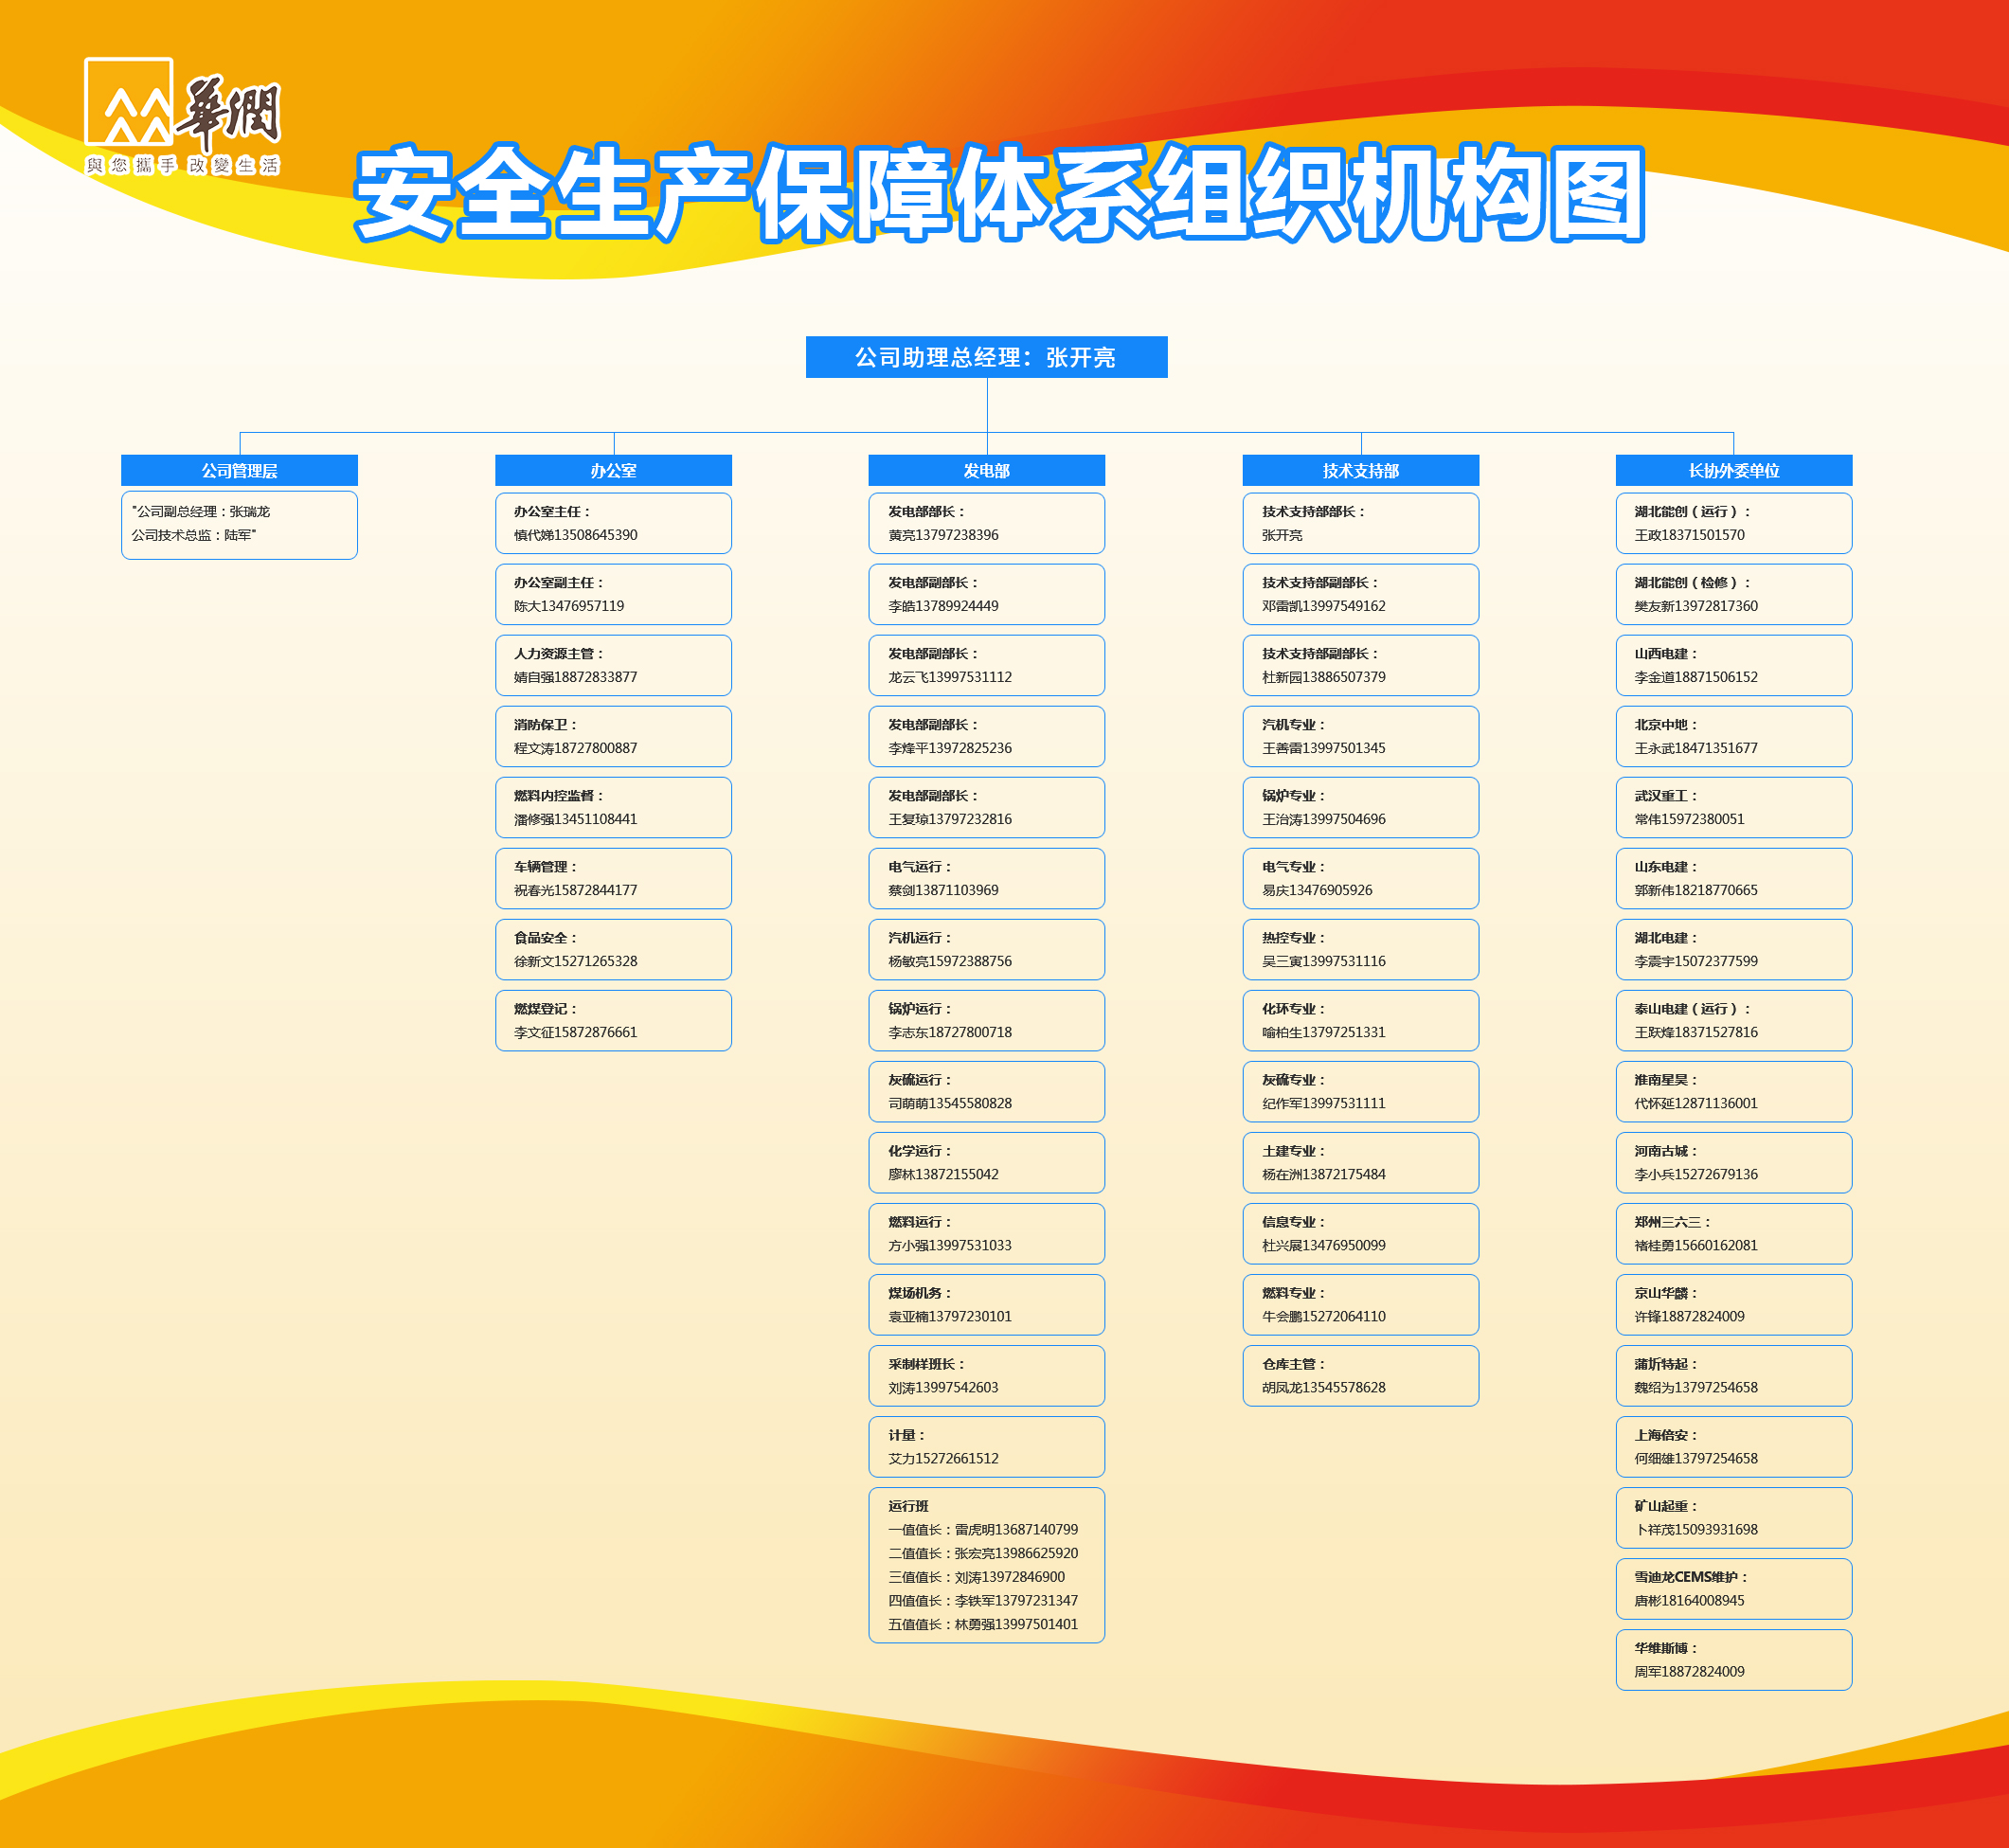 華潤
與您攜手 改變生活
安全生产保障体系组织机构图
公司助理总经理：张开亮
公司管理层
"公司副总经理：张瑞龙
公司技术总监：陆军"
办公室
办公室主任：
慎代娣13508645390
办公室副主任：
陈大13476957119
人力资源主管：
婧自强18872833877
消防保卫：
程文涛18727800887
燃料内控监督：
潘修强13451108441
车辆管理：
祝春光15872844177
食品安全：
徐新文15271265328
燃煤登记：
李文征15872876661
发电部
发电部部长：
黄亮13797238396
发电部副部长：
李皓13789924449
发电部副部长：
龙云飞13997531112
发电部副部长：
李烽平13972825236
发电部副部长：
王复琼13797232816
电气运行：
蔡剑13871103969
汽机运行：
杨敏亮15972388756
锅炉运行：
李志东18727800718
灰硫运行：
司萌萌13545580828
化学运行：
廖林13872155042
燃料运行：
方小强13997531033
煤场机务：
袁亚楠13797230101
采制样班长：
刘涛13997542603
计量：
艾力15272661512
运行班
一值值长：雷虎明13687140799
二值值长：张宏亮13986625920
三值值长：刘涛13972846900
四值值长：李铁军13797231347
五值值长：林勇强13997501401
技术支持部
技术支持部部长：
张开亮
技术支持部副部长：
邓雷凯13997549162
技术支持部副部长：
杜新园13886507379
汽机专业：
王善雷13997501345
锅炉专业：
王治涛13997504696
电气专业：
易庆13476905926
热控专业：
吴三寅13997531116
化环专业：
喻柏生13797251331
灰硫专业：
纪作军13997531111
土建专业：
杨在洲13872175484
信息专业：
杜兴展13476950099
燃料专业：
牛会鹏15272064110
仓库主管：
胡凤龙13545578628
长协外委单位
湖北能创（运行）：
王政18371501570
湖北能创（检修）：
樊友新13972817360
山西电建：
李金道18871506152
北京中地：
王永武18471351677
武汉重工：
常伟15972380051
山东电建：
郭新伟18218770665
湖北电建：
李震宇15072377599
泰山电建（运行）：
王跃烽18371527816
淮南星昊：
代怀延12871136001
河南古城：
李小兵15272679136
郑州三六三：
褚桂勇15660162081
京山华麟：
许锋18872824009
蒲圻特起：
魏绍为13797254658
上海倍安：
何细雄13797254658
矿山起重：
卜祥茂15093931698
雪迪龙CEMS维护：
唐彬18164008945
华维斯博：
周军18872824009